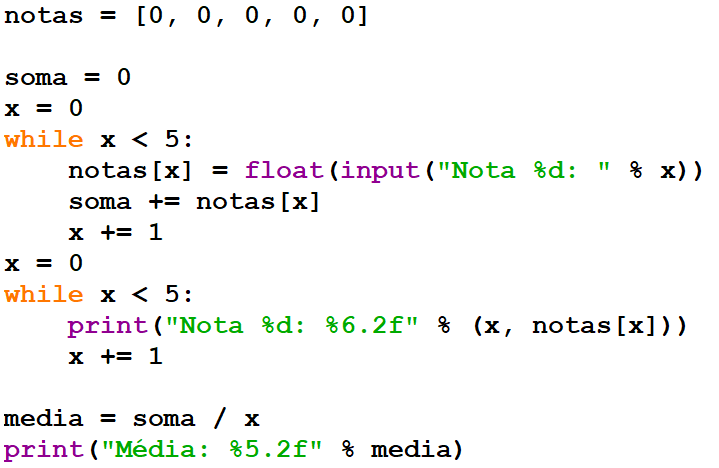 notas = [0, 0, 0, 0, 0]

soma = 0
x = 0
while x < 5:
    notas[x] = float(input("Nota %d: " % x))
    soma += notas[x]
    x += 1
x = 0
while x < 5:
    print("Nota %d: %6.2f" % (x, notas[x]))
    x += 1

media = soma / x
print("Média: %5.2f" % media)